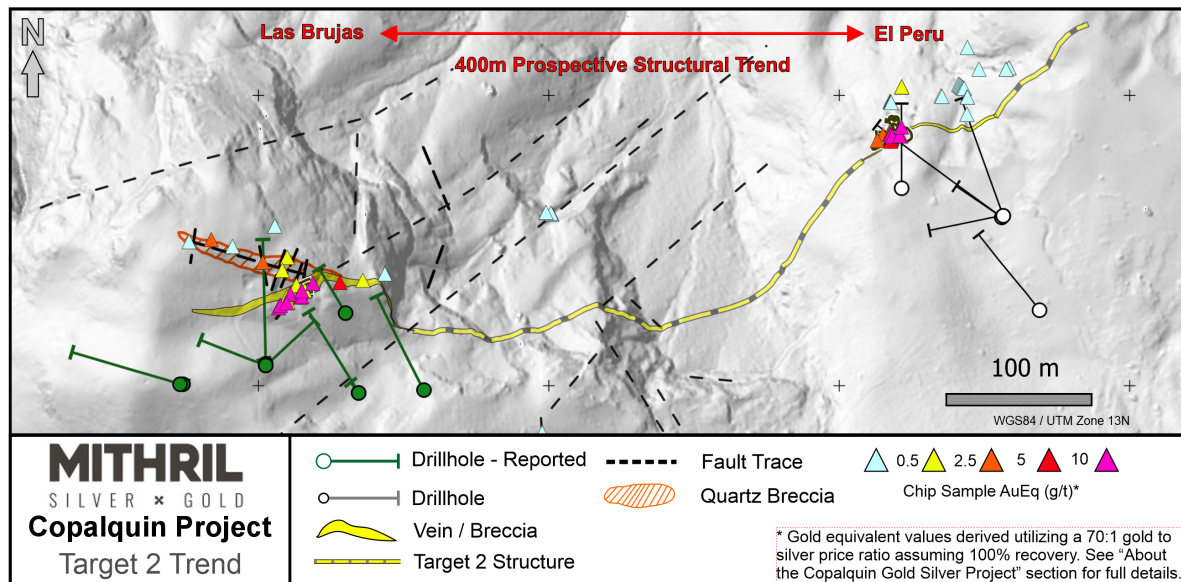 N
Las Brujas
El Peru
400m Prospective Structural Trend
100 m
WGS84 / UTM Zone 13N
MITHRIL
SILVER × GOLD
Copalquin Project
Target 2 Trend
Drillhole - Reported
Drillhole
Vein / Breccia
Target 2 Structure
Fault Trace
Quartz Breccia
0.5 2.5 5 10
Chip Sample AuEq (g/t)*
* Gold equivalent values derived utilizing a 70:1 gold to
silver price ratio assuming 100% recovery. See “About
the Copalquin Gold Silver Project” section for full details.